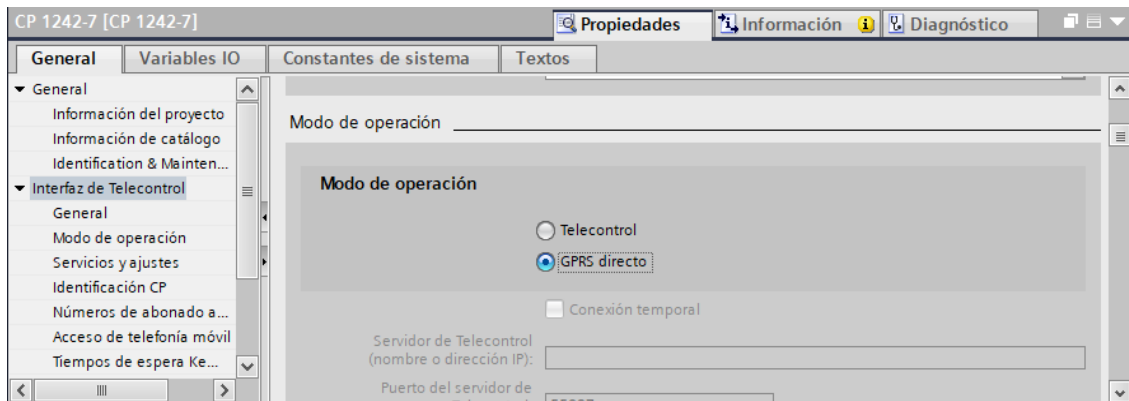 CP 1242-7 [CP 1242-7]
Propiedades
Información
Diagnóstico
General
Variables IO
Constantes de sistema
Textos
General
Información del proyecto
Información de catálogo
Identification & Mainten...
Interfaz de Telecontrol
General
Modo de operación
Servicios y ajustes
Identificación CP
Números de abonado a...
Acceso de telefonía móvil
Tiempos de espera Ke...
Modo de operación
Modo de operación
Telecontrol
GPRS directo
Conexión temporal
Servidor de Telecontrol
(nombre o dirección IP):
Puerto del servidor de